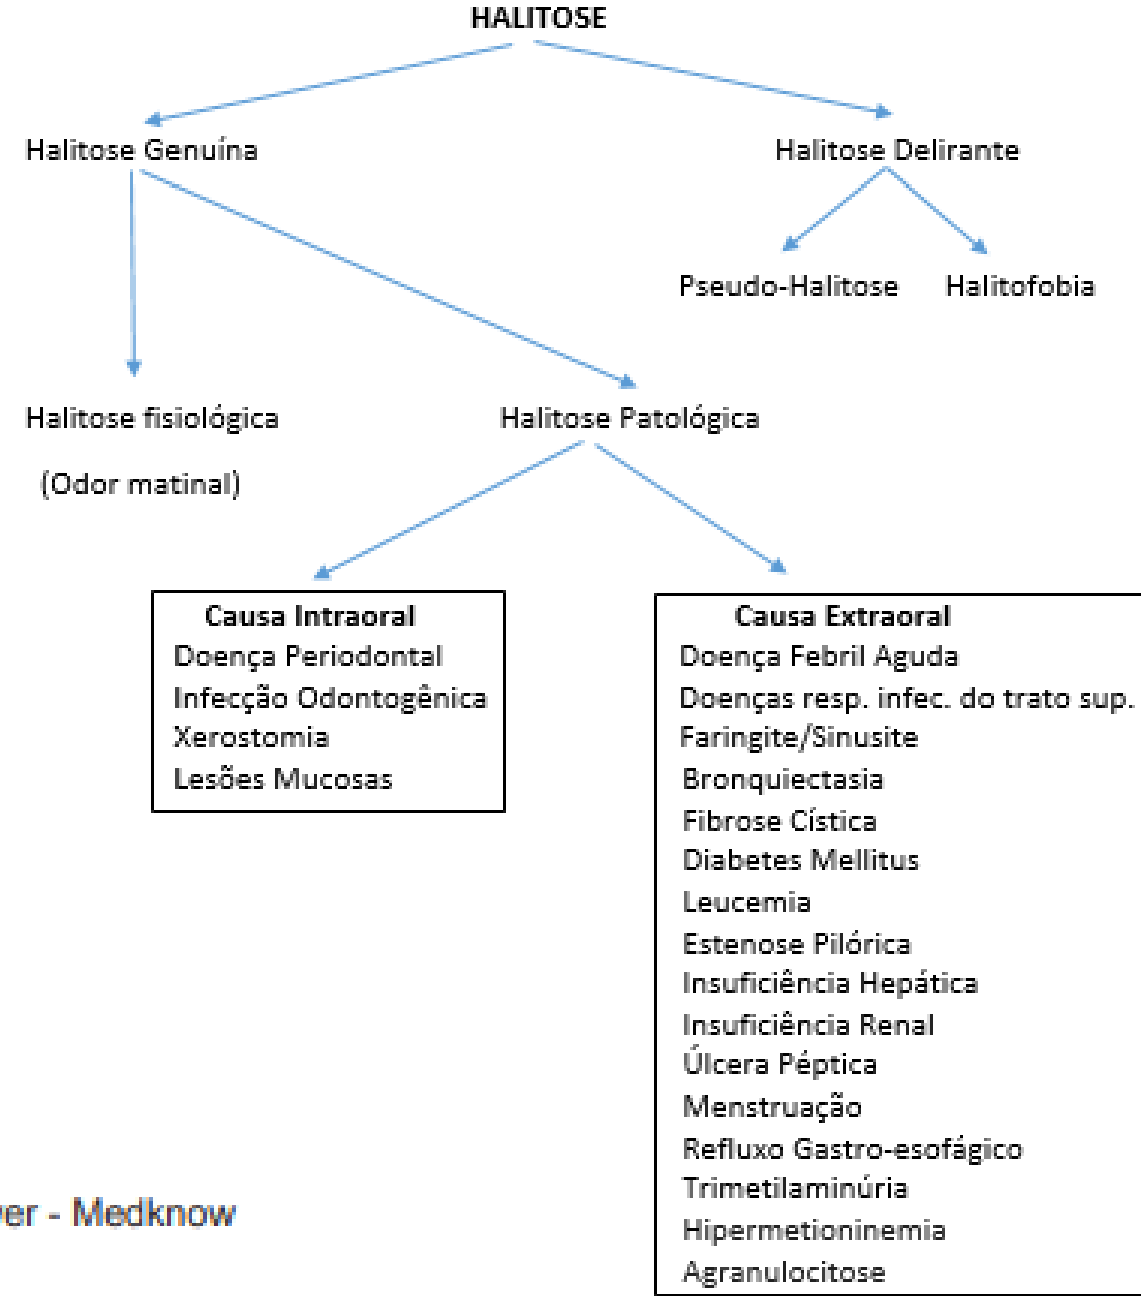 HALITOSE
Halitose Genuína
Halitose Delirante
Pseudo-Halitose
Halitofobia
Halitose fisiológica
(Odor matinal)
Halitose Patológica
Causa Intraoral
Doença Periodontal
Infecção Odontogênica
Xerostomia
Lesões Mucosas
Causa Extraoral
Doença Febril Aguda
Doenças resp. infec. do trato sup.
Faringite/Sinusite
Bronquiectasia
Fibrose Cística
Diabetes Mellitus
Leucemia
Estenose Pilórica
Insuficiência Hepática
Insuficiência Renal
Úlcera Péptica
Menstruação
Refluxo Gastro-esofágico
Trimetilaminúria
Hipermetioninemia
Agranulocitose
- Medknow